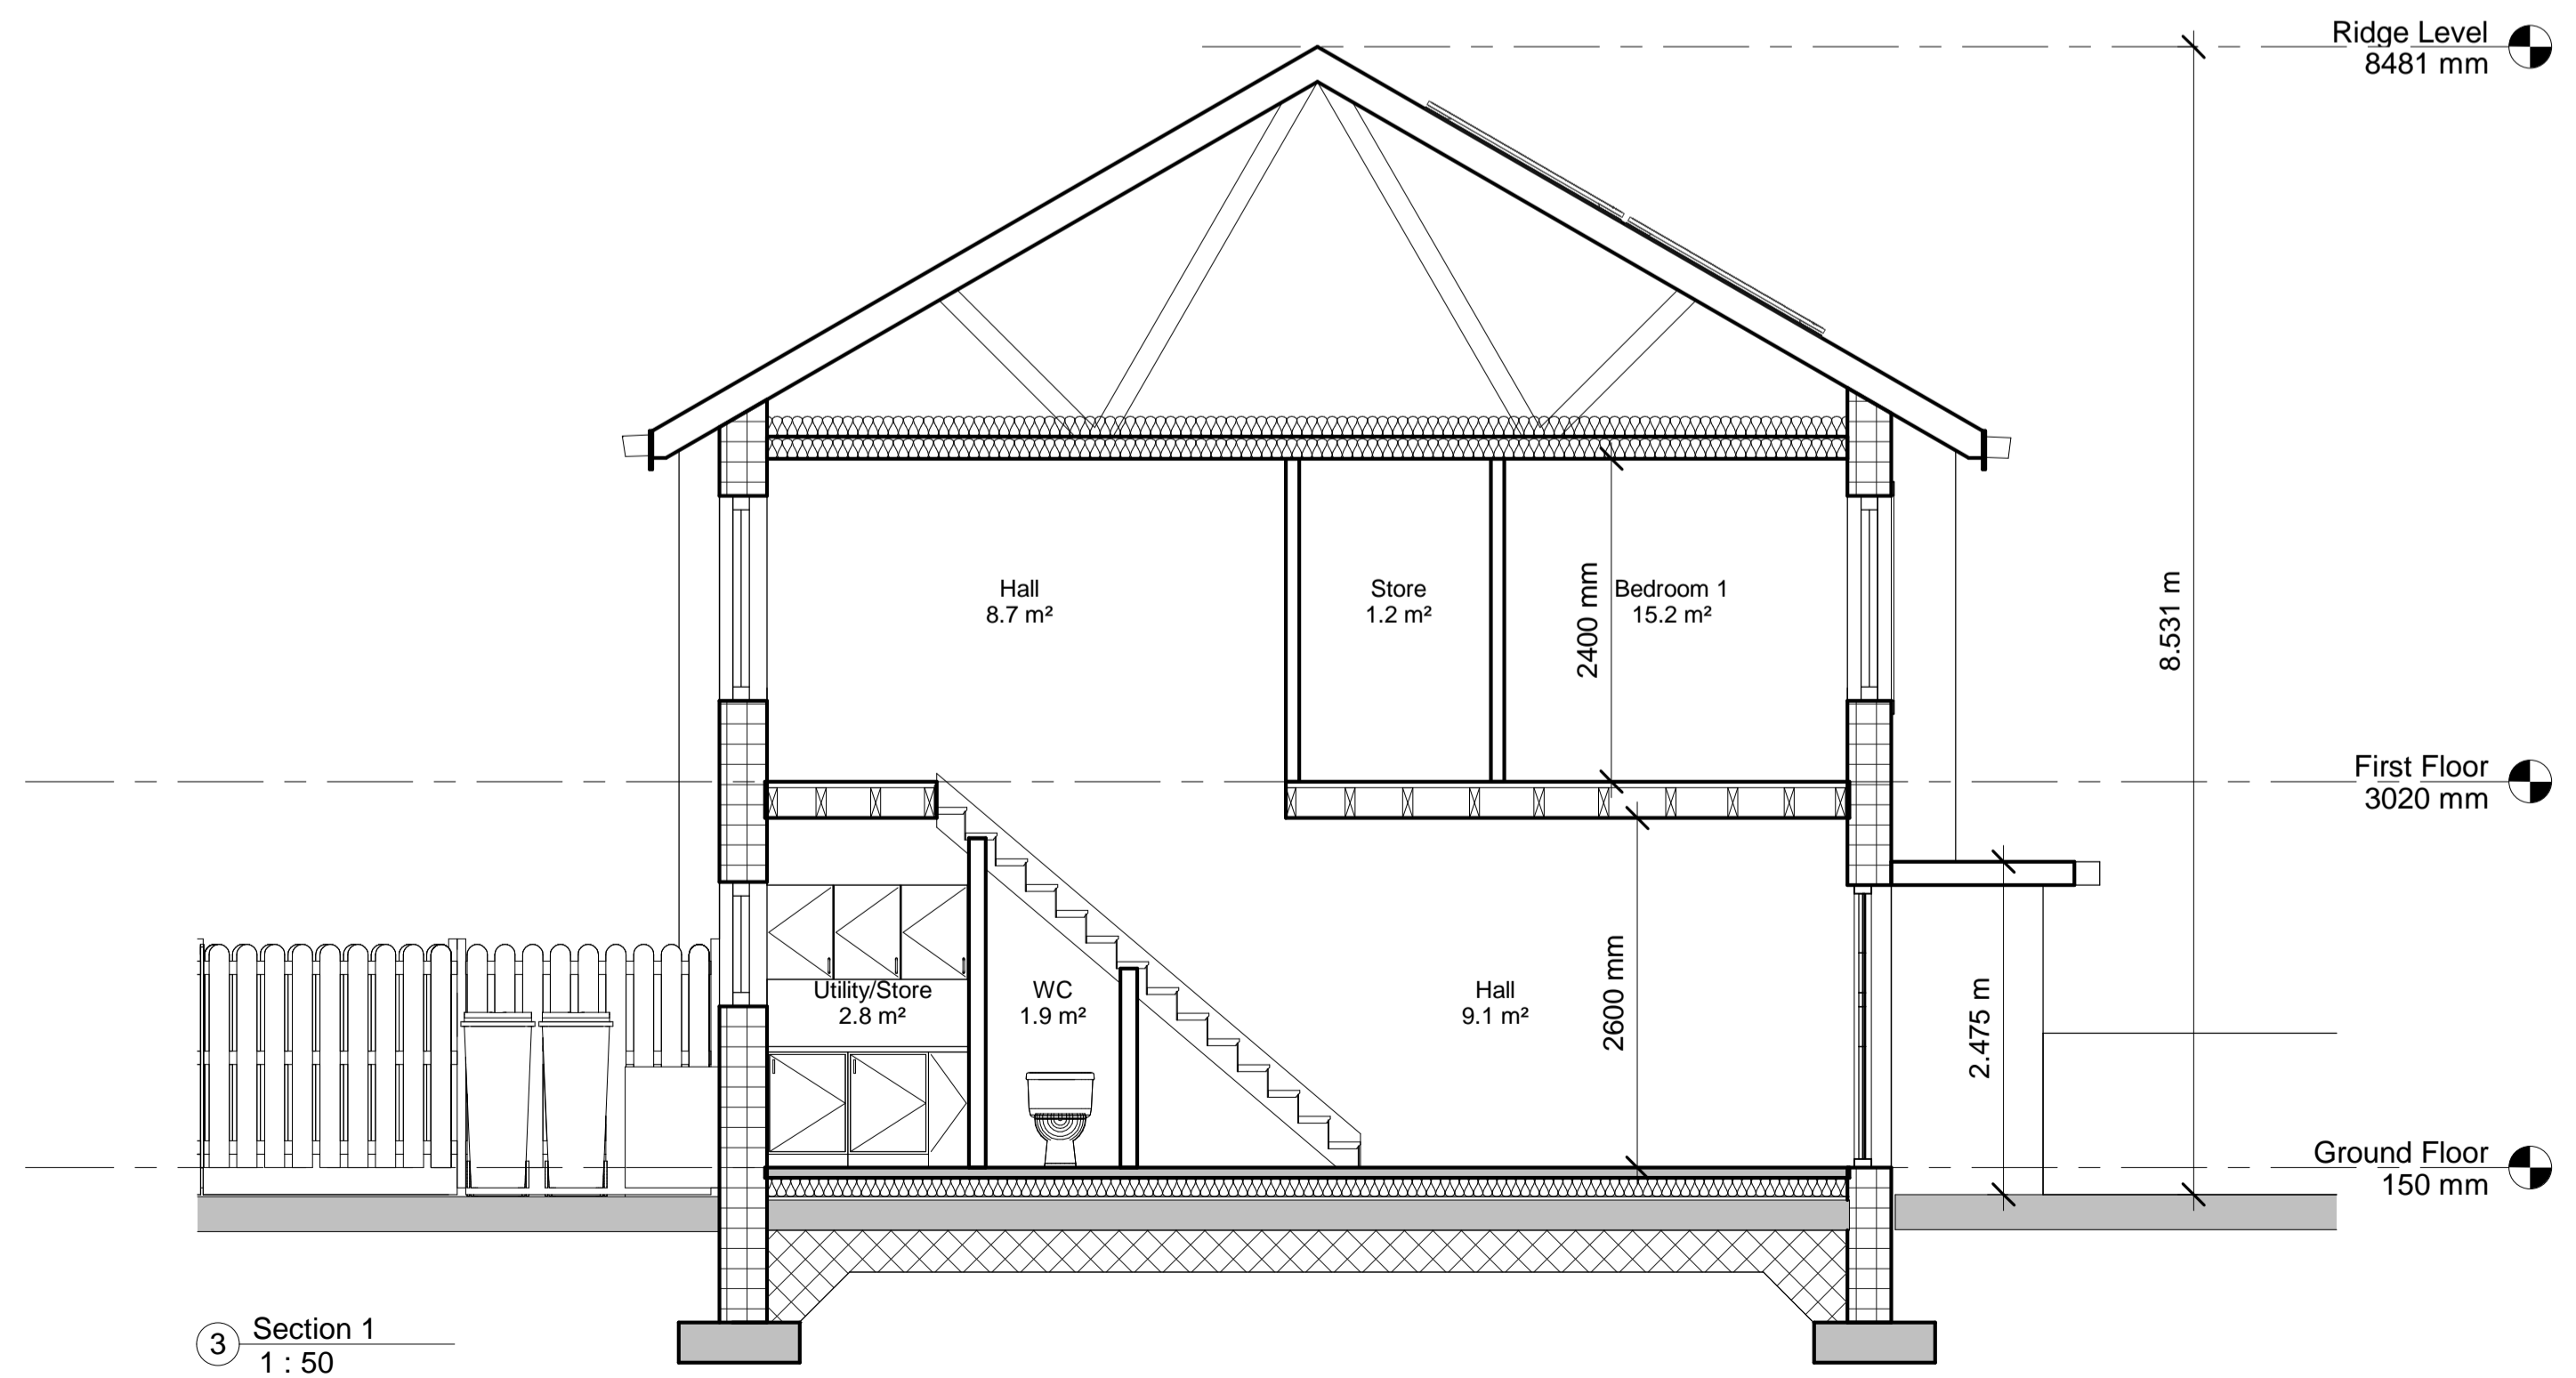 Ridge Level
8481 mm
Hall
8.7 m²
Store
1.2 m²
2400 mm
Bedroom 1
15.2 m²
8.531 m
First Floor
3020 mm
Utility/Store
2.8 m²
WC
1.9 m²
Hall
9.1 m²
2600 mm
2.475 m
Ground Floor
150 mm
3 Section 1
1 : 50